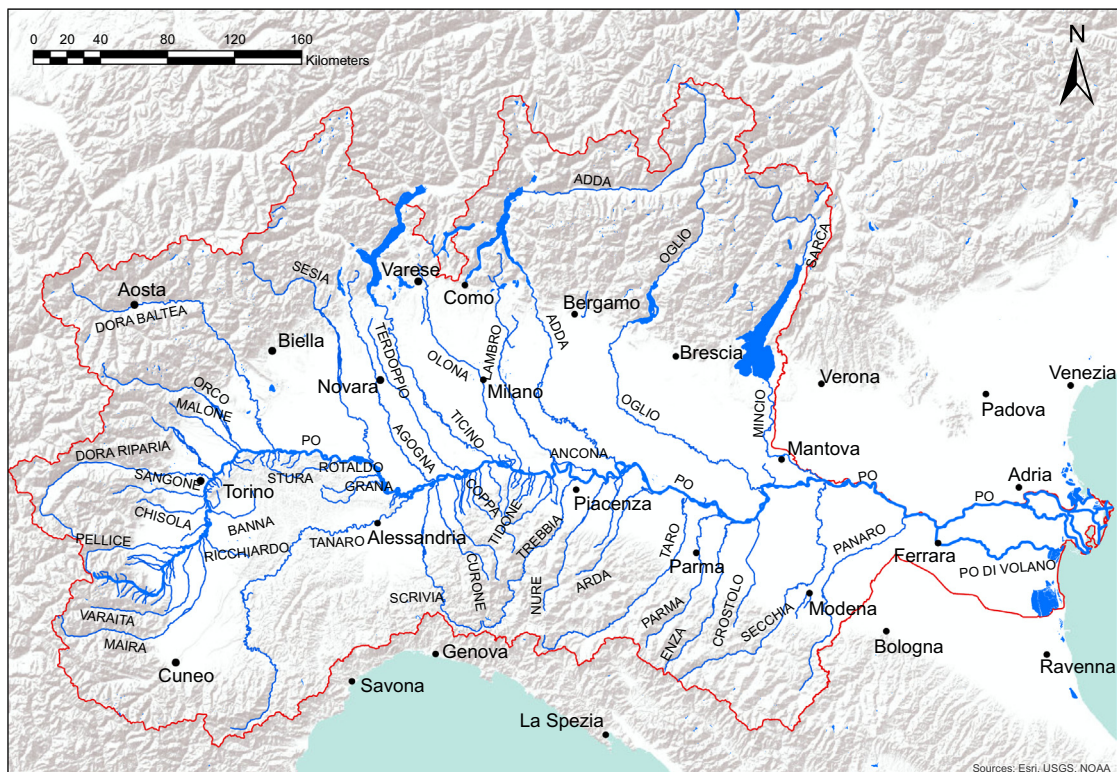 N
0 20 40 80 120 160
Kilometers
ADDA
OGLIO
SARCA
SESIA
Varese
Aosta
Como
Bergamo
DORA BALTEA
ADDA
TERDOPPIO
LAMBRO
Biella
OLONA
Brescia
Novara
Milano
Verona
Venezia
ORCO
MALONE
OGLIO
MINCIO
Padova
AGOGNA
TICINO
DORA RIPARIA
PO
ANCONA
Mantova
ROTALDO
STURA
GRANA
SANGONE
Torino
COPPA
Piacenza
PO
PO
Adria
PO
CHISOLA
BANNA
TIDONE
TREBBIA
PELLICE
RICCHIARDO
TANARO
Alessandria
TARO
PANARO
Ferrara
Parma
PO DI VOLANO
CURONE
NURE
ARDA
SCRIVIA
PARMA
ENZA
CROSTOLO
SECCHIA
Modena
VARAITA
MAIRA
Bologna
Genova
Cuneo
Ravenna
Savona
La Spezia
Sources: Esri, USGS, NOAA